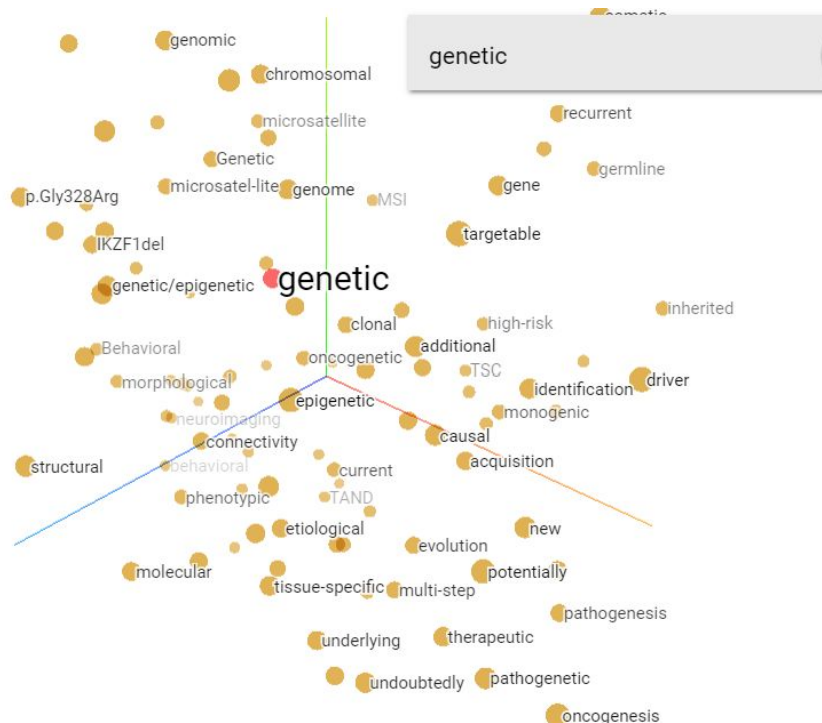 genomic
genetic
chromosomal
recurrent
microsatellite
Genetic
germline
microsatel-lite
genome
gene
p.Gly328Arg
MSI
targetable
IKZF1del
genetic
genetic/epigenetic
inherited
clonal
high-risk
Behavioral
additional
oncogenetic
TSC
morphological
driver
identification
epigenetic
monogenic
neuroimaging
connectivity
causal
structural
behavioral
current
acquisition
phenotypic
TAND
etiological
new
evolution
molecular
potentially
tissue-specific
multi-step
pathogenesis
underlying
therapeutic
undoubtedly
pathogenetic
oncogenesis